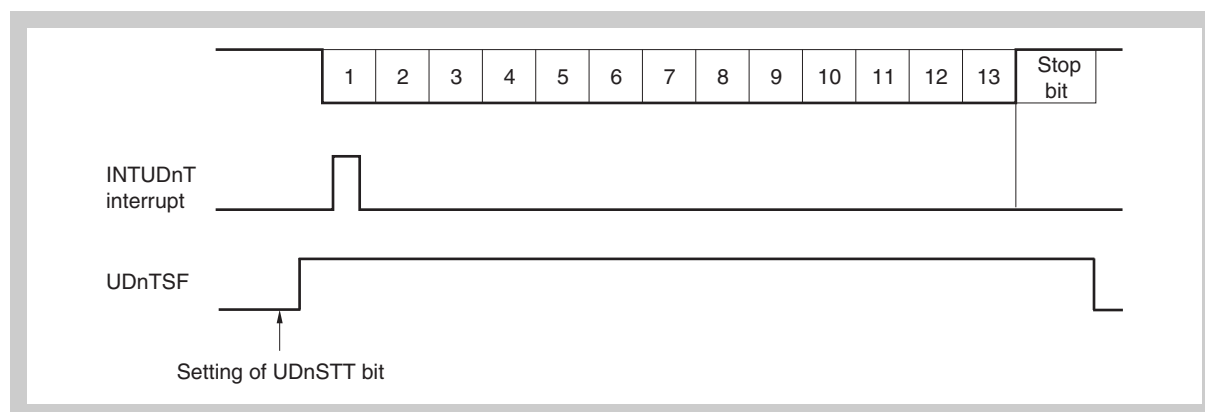 1 2 3 4 5 6 7 8 9 10 11 12 13 Stop
bit
INTUDnT
interrupt
UDnTSF
Setting of UDnSTT bit